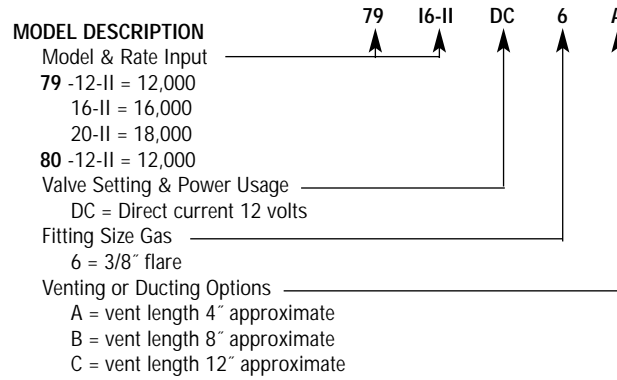 79 I6-II DC 6 A
MODEL DESCRIPTION
Model & Rate Input
79 -12-II = 12,000
16-II = 16,000
20-II = 18,000
80 -12-II = 12,000
Valve Setting & Power Usage
DC = Direct current 12 volts
Fitting Size Gas
6 = 3/8˝ flare
Venting or Ducting Options
A = vent length 4˝ approximate
B = vent length 8˝ approximate
C = vent length 12˝ approximate